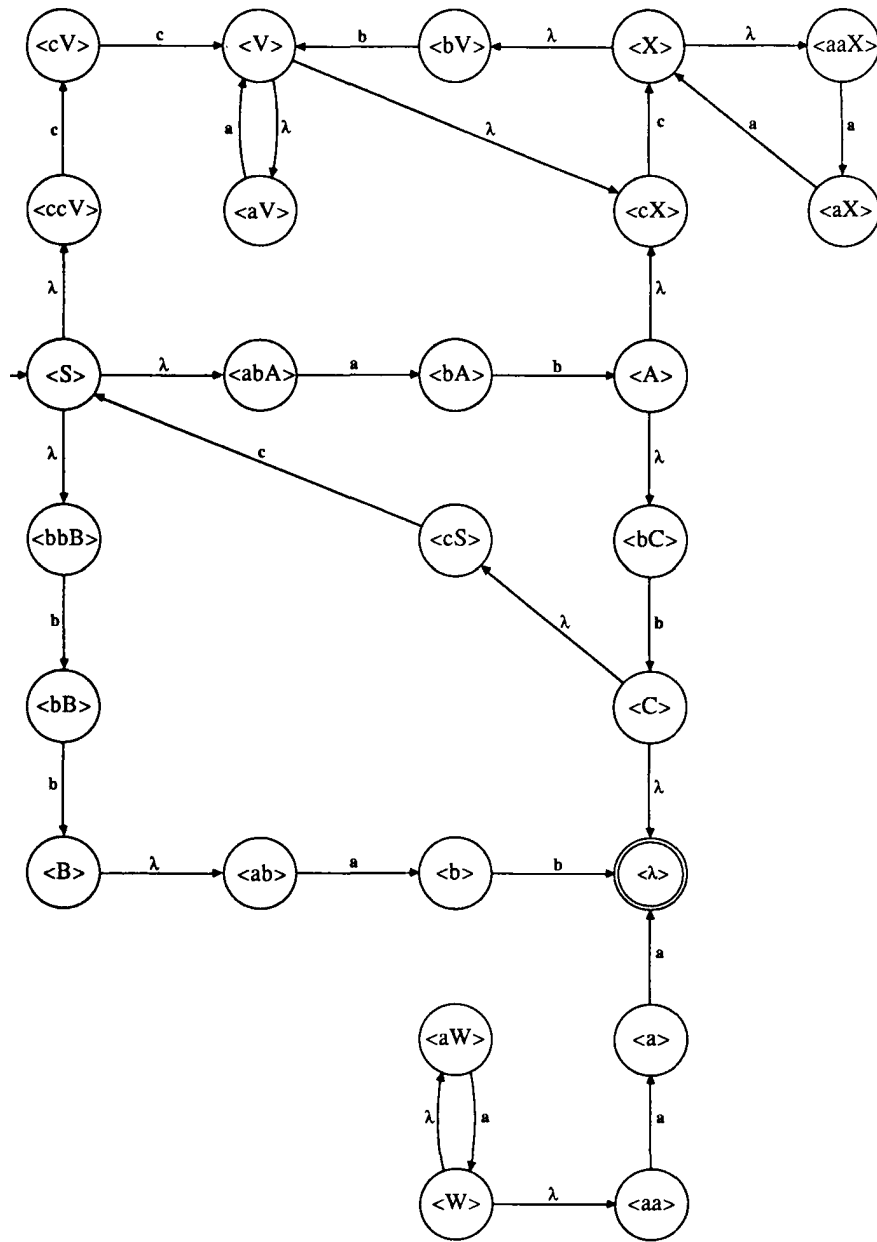 <cV> c <V> b <bV> λ <X> λ <aaX>
c a λ λ c a a
<ccV> <aV> <cX> <aX>
λ λ
<S> λ <abA> a <bA> b <A>
λ c λ
<bbB> <cS> <bC>
b λ b
<bB> <C>
b λ
<B> λ <ab> a <b> b <λ>
a
<aW> <a>
λ a a
<W> λ <aa>